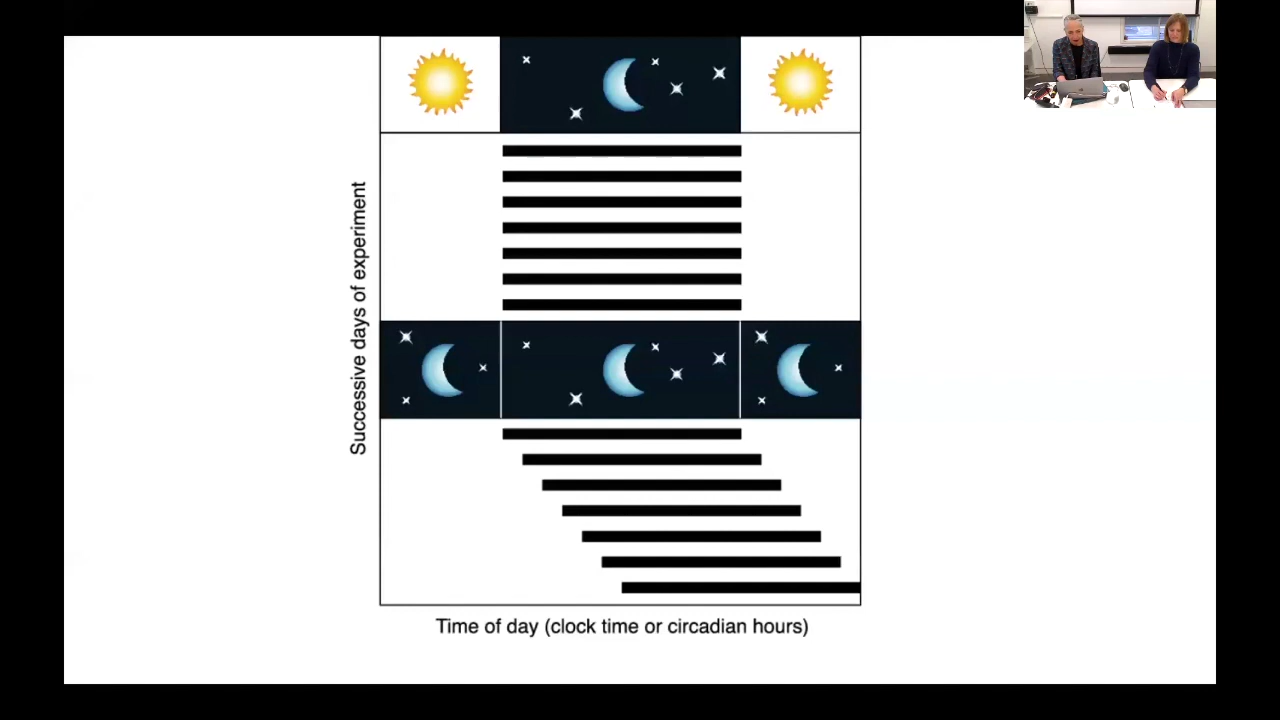 Successive days of experiment
Time of day (clock time or circadian hours)